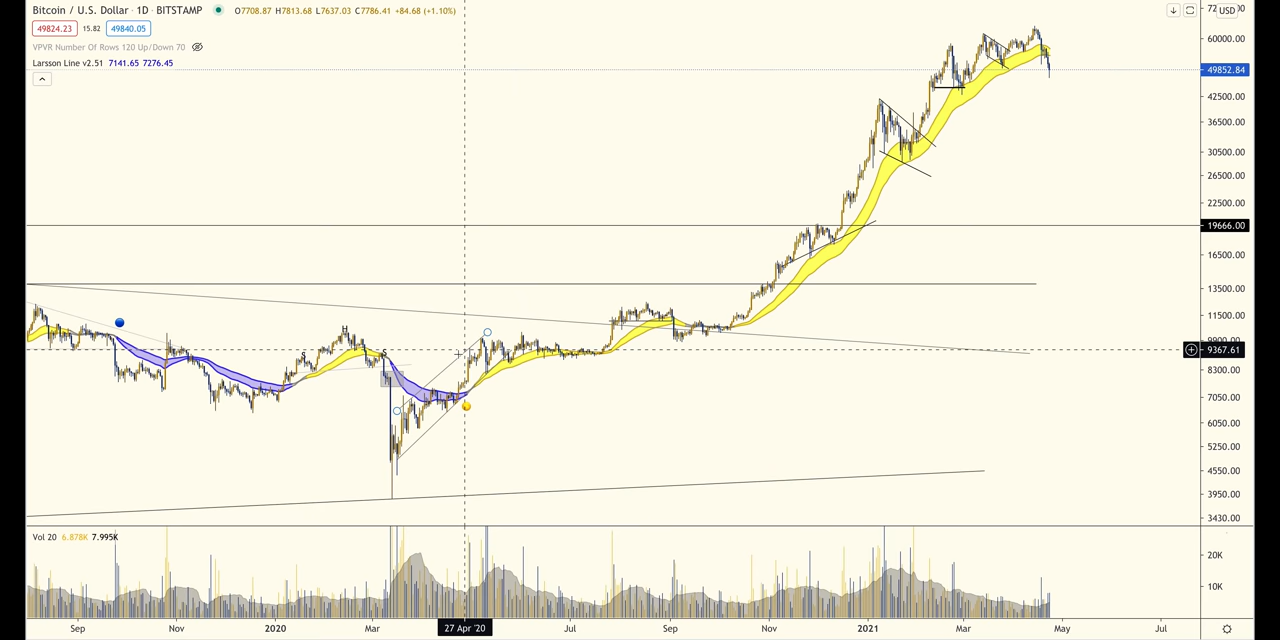 Bitcoin / U.S. Dollar · 1D · BITSTAMP O7708.87 H7813.68 L7637.03 C7786.41 +84.68 (+1.10%)
49824.23 15.82 49840.05
VPVR Number Of Rows 120 Up/Down 70
Larsson Line v2.51 7141.65 7276.45
USD
60000.00
49852.84
42500.00
36500.00
30500.00
26500.00
22500.00
19666.00
16500.00
13500.00
11500.00
9367.61
8300.00
7050.00
6050.00
5250.00
4550.00
3950.00
3430.00
S
H
S
Vol 20 6.878K 7.995K
20K
10K
Sep Nov 2020 Mar 27 Apr '20 Jul Sep Nov 2021 Mar May Jul